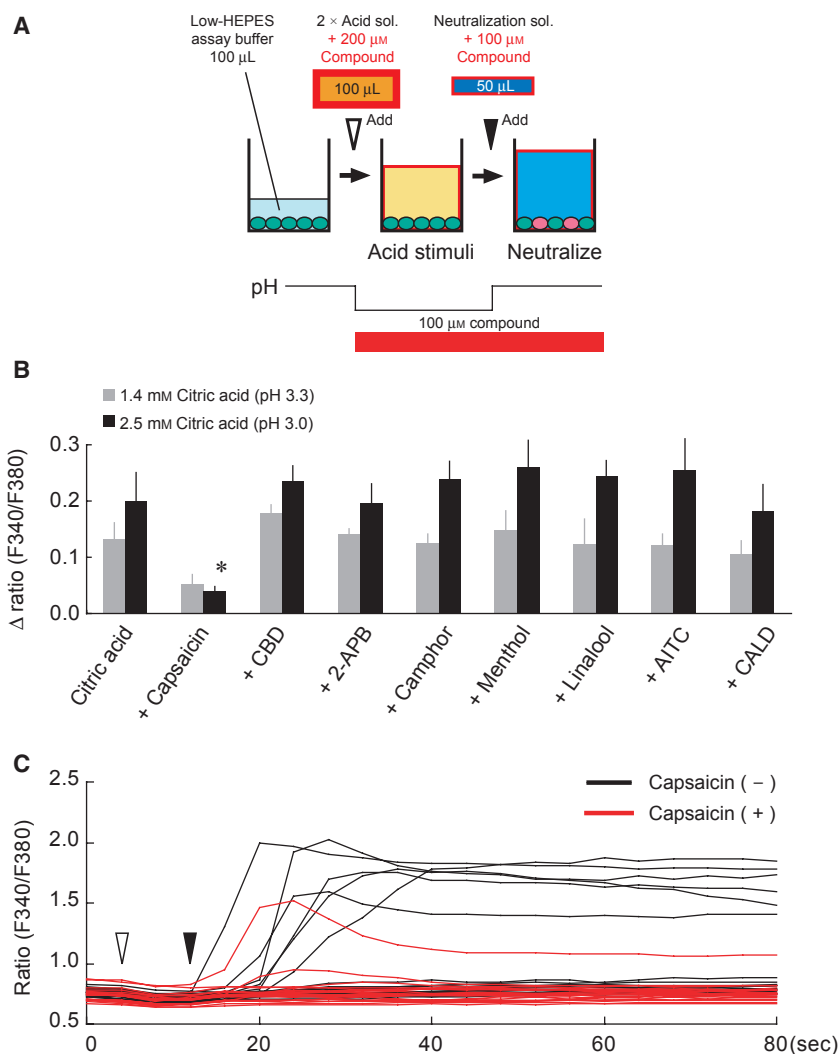 A
Low-HEPES
assay buffer
100 µL
2 × Acid sol.
+ 200 µM
Compound
100 µL
Add
Neutralization sol.
+ 100 µM
Compound
50 µL
Add
Acid stimuli
Neutralize
pH
100 µM compound
B
1.4 mM Citric acid (pH 3.3)
2.5 mM Citric acid (pH 3.0)
Δ ratio (F340/F380)
0.3
0.2
0.1
0.0
*
Citric acid
+ Capsaicin
+ CBD
+ 2-APB
+ Camphor
+ Menthol
+ Linalool
+ AITC
+ CALD
C
Ratio (F340/F380)
2.5
2.0
1.5
1.0
0.5
Capsaicin ( − )
Capsaicin ( + )
0 20 40 60 80 (sec)